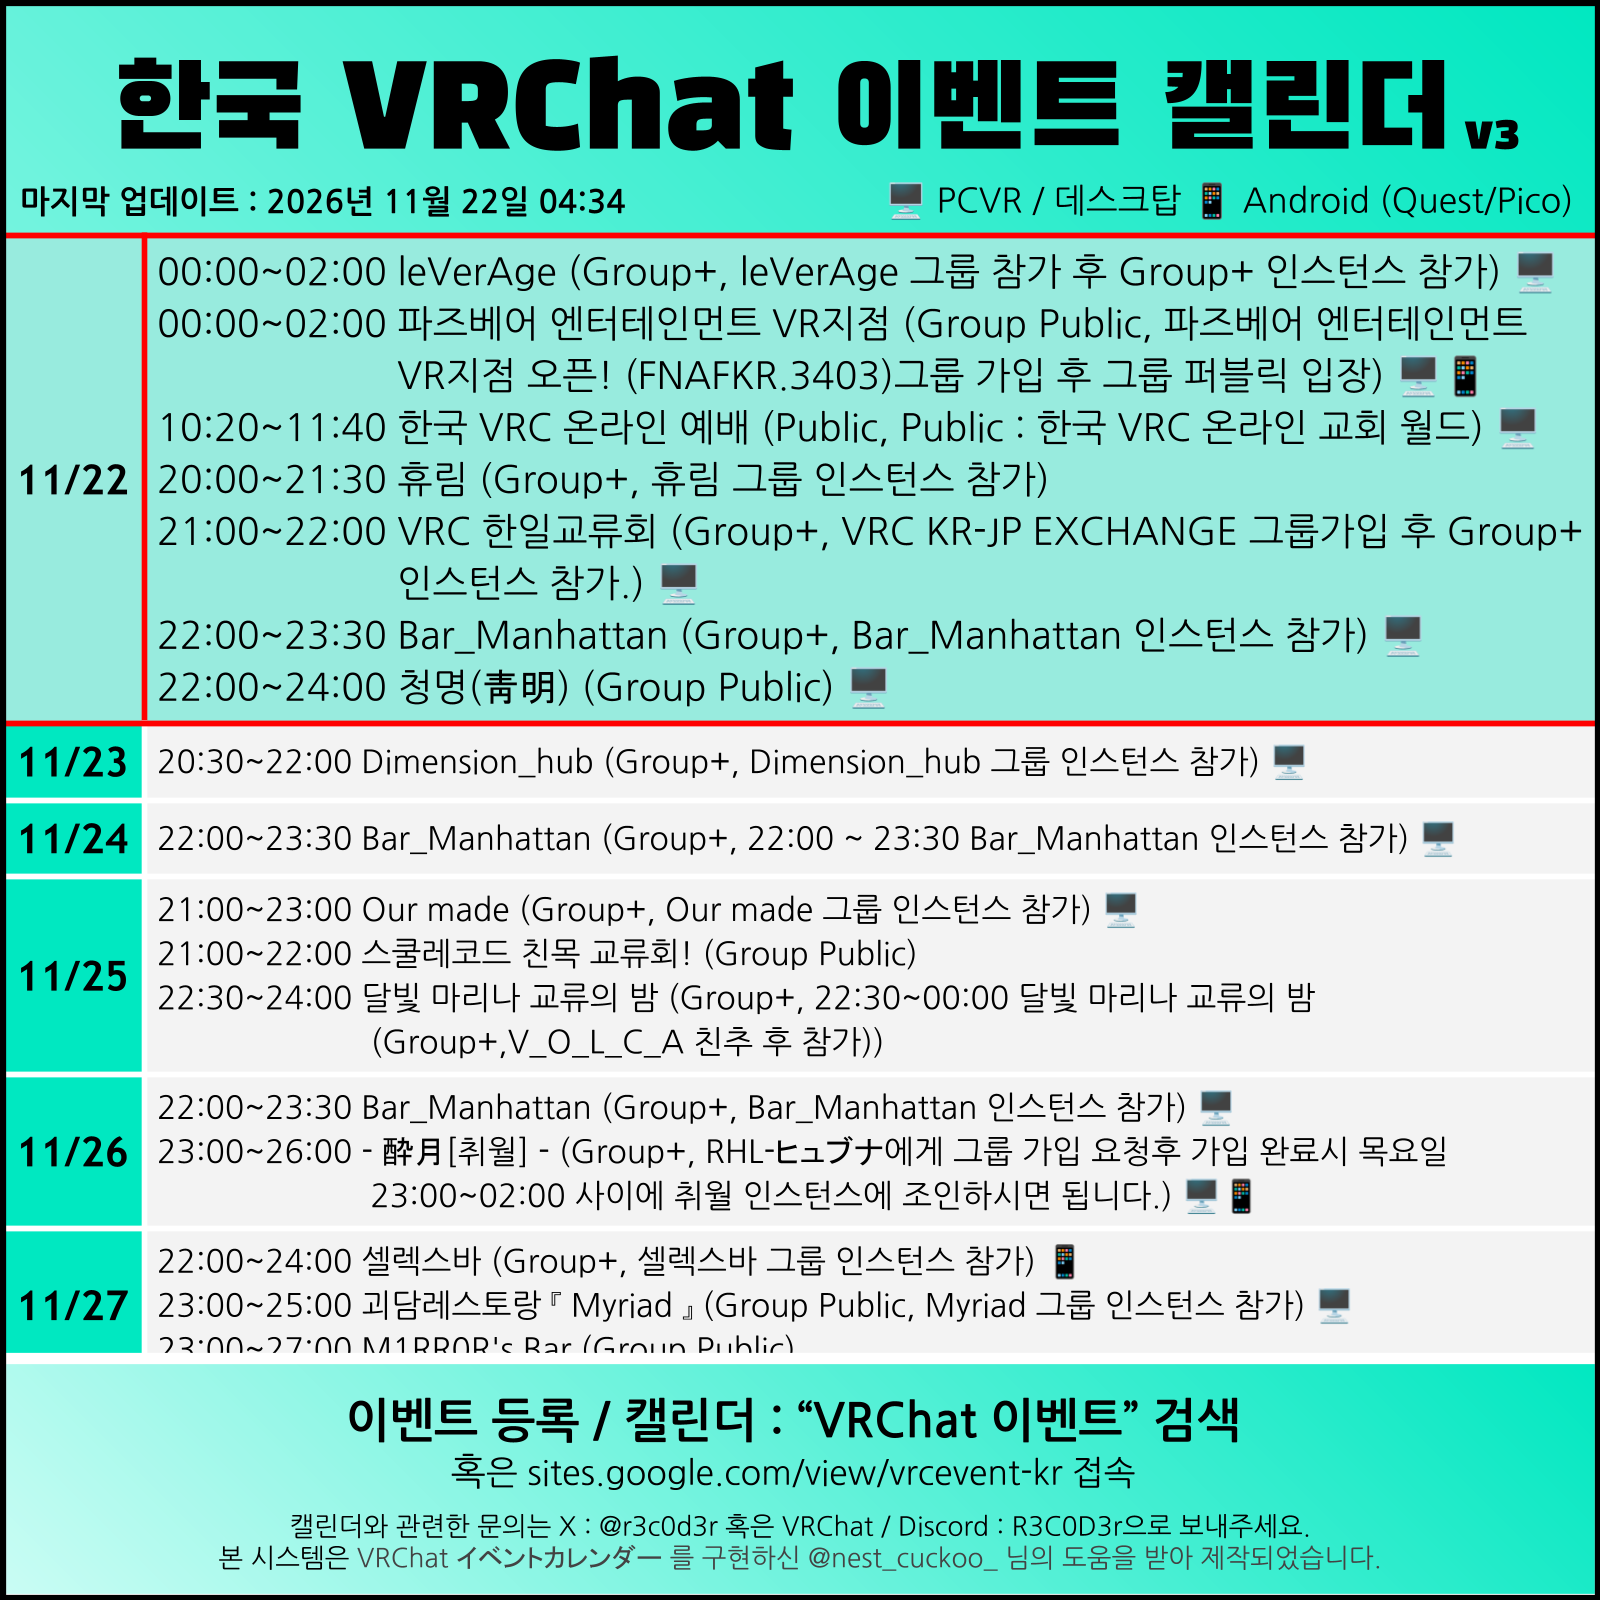 한국 VRChat 이벤트 캘린더 v3
마지막 업데이트 : 2026년 11월 22일 04:34
🖥️ PCVR / 데스크탑 📱 Android (Quest/Pico)
11/22
00:00~02:00 leVerAge (Group+, leVerAge 그룹 참가 후 Group+ 인스턴스 참가) 🖥️
00:00~02:00 파즈베어 엔터테인먼트 VR지점 (Group Public, 파즈베어 엔터테인먼트
VR지점 오픈! (FNAFKR.3403)그룹 가입 후 그룹 퍼블릭 입장) 🖥️📱
10:20~11:40 한국 VRC 온라인 예배 (Public, Public : 한국 VRC 온라인 교회 월드) 🖥️
20:00~21:30 휴림 (Group+, 휴림 그룹 인스턴스 참가)
21:00~22:00 VRC 한일교류회 (Group+, VRC KR-JP EXCHANGE 그룹가입 후 Group+
인스턴스 참가.) 🖥️
22:00~23:30 Bar_Manhattan (Group+, Bar_Manhattan 인스턴스 참가) 🖥️
22:00~24:00 청명(靑明) (Group Public) 🖥️
11/23
20:30~22:00 Dimension_hub (Group+, Dimension_hub 그룹 인스턴스 참가) 🖥️
11/24
22:00~23:30 Bar_Manhattan (Group+, 22:00 ~ 23:30 Bar_Manhattan 인스턴스 참가) 🖥️
11/25
21:00~23:00 Our made (Group+, Our made 그룹 인스턴스 참가) 🖥️
21:00~22:00 스쿨레코드 친목 교류회! (Group Public)
22:30~24:00 달빛 마리나 교류의 밤 (Group+, 22:30~00:00 달빛 마리나 교류의 밤
(Group+,V_O_L_C_A 친추 후 참가))
11/26
22:00~23:30 Bar_Manhattan (Group+, Bar_Manhattan 인스턴스 참가) 🖥️
23:00~26:00 - 酔月[취월] - (Group+, RHL-ヒュブナ에게 그룹 가입 요청후 가입 완료시 목요일
23:00~02:00 사이에 취월 인스턴스에 조인하시면 됩니다.) 🖥️📱
11/27
22:00~24:00 셀렉스바 (Group+, 셀렉스바 그룹 인스턴스 참가) 📱
23:00~25:00 괴담레스토랑『 Myriad 』(Group Public, Myriad 그룹 인스턴스 참가) 🖥️
23:00~27:00 M1RR0R's Bar (Group Public)
이벤트 등록 / 캘린더 : “VRChat 이벤트” 검색
혹은 sites.google.com/view/vrcevent-kr 접속
캘린더와 관련한 문의는 X : @r3c0d3r 혹은 VRChat / Discord : R3C0D3r으로 보내주세요.
본 시스템은 VRChat イベントカレンダー 를 구현하신 @nest_cuckoo_ 님의 도움을 받아 제작되었습니다.